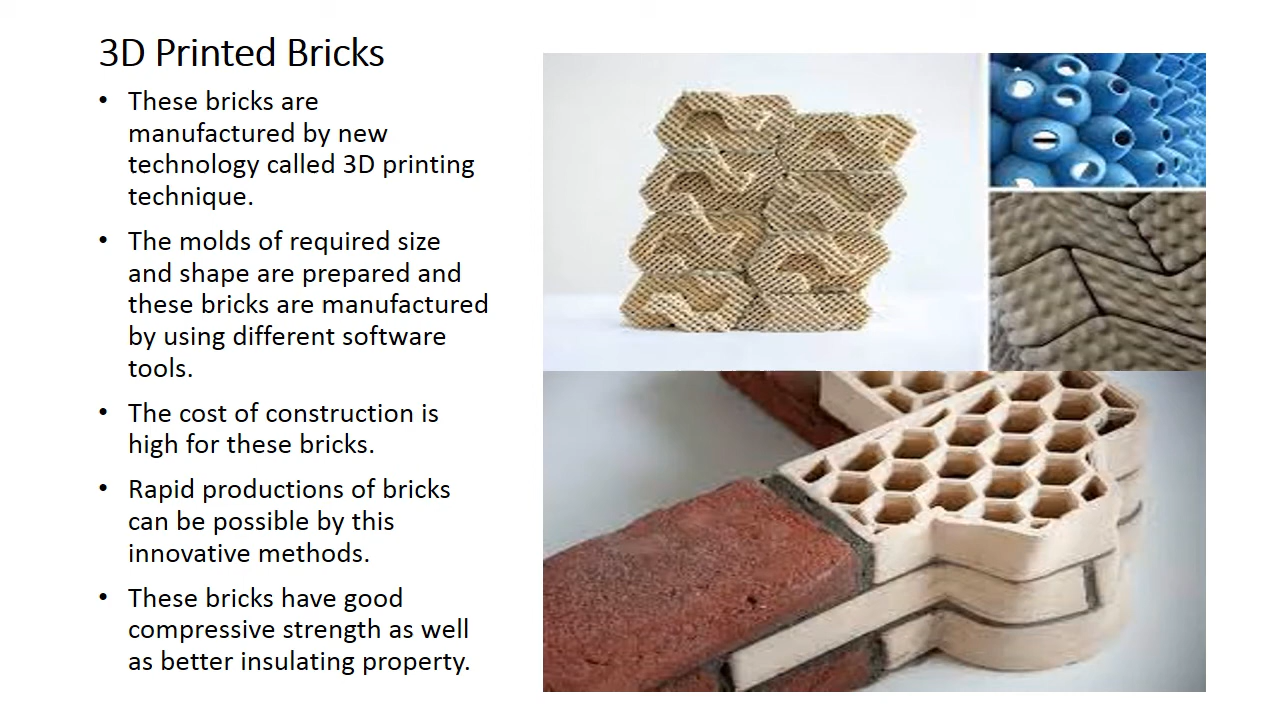 3D Printed Bricks
• These bricks are
manufactured by new
technology called 3D printing
technique.
• The molds of required size
and shape are prepared and
these bricks are manufactured
by using different software
tools.
• The cost of construction is
high for these bricks.
• Rapid productions of bricks
can be possible by this
innovative methods.
• These bricks have good
compressive strength as well
as better insulating property.